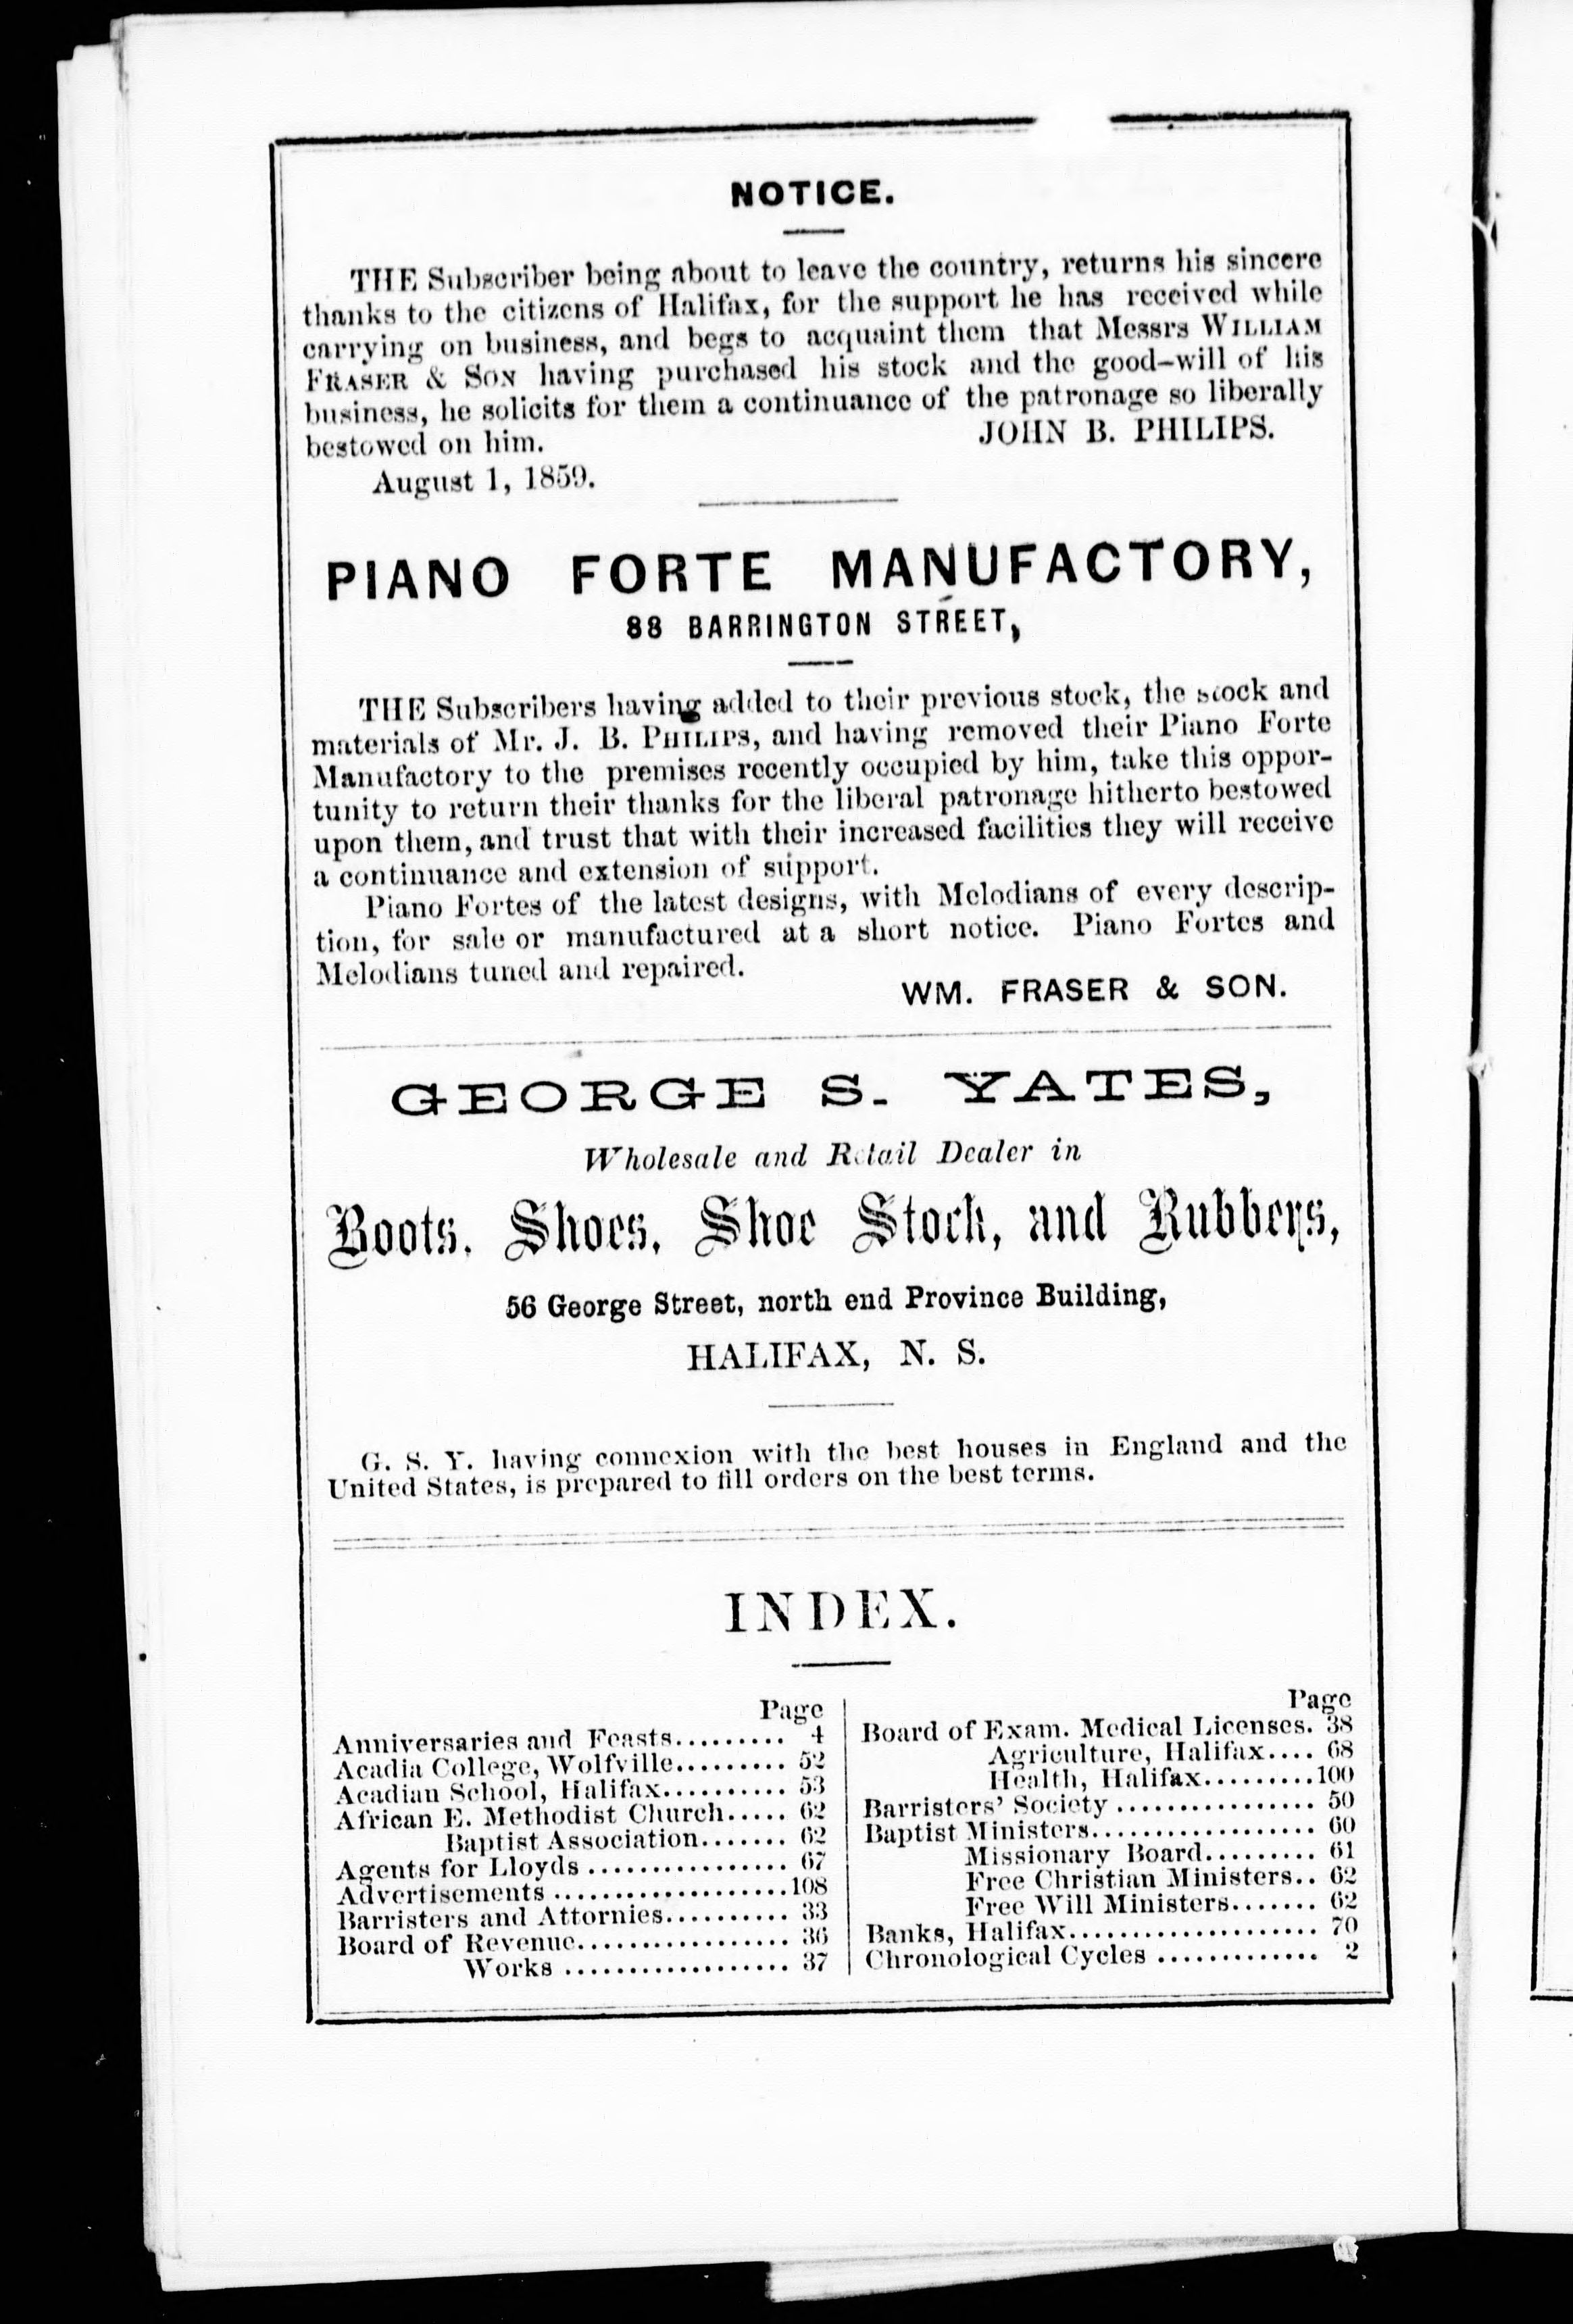 NOTICE.
THE Subscriber being about to leave the country, returns his sincere
thanks to the citizens of Halifax, for the support he has received while
carrying on business, and begs to acquaint them that Messrs WILLIAM
FRASER & SON having purchased his stock and the good-will of his
business, he solicits for them a continuance of the patronage so liberally
bestowed on him. JOHN B. PHILIPS.
August 1, 1859.
PIANO FORTE MANUFACTORY,
88 BARRINGTON STREET,
THE Subscribers having added to their previous stock, the stock and
materials of Mr. J. B. PHILIPS, and having removed their Piano Forte
Manufactory to the premises recently occupied by him, take this oppor-
tunity to return their thanks for the liberal patronage hitherto bestowed
upon them, and trust that with their increased facilities they will receive
a continuance and extension of support.
Piano Fortes of the latest designs, with Melodians of every descrip-
tion, for sale or manufactured at a short notice. Piano Fortes and
Melodians tuned and repaired.
WM. FRASER & SON.
GEORGE S. YATES,
Wholesale and Retail Dealer in
Boots, Shoes, Shoe Stock, and Rubbers,
56 George Street, north end Province Building,
HALIFAX, N. S.
G. S. Y. having connexion with the best houses in England and the
United States, is prepared to fill orders on the best terms.
INDEX.
Page
Anniversaries and Feasts......... 4
Acadia College, Wolfville......... 52
Acadian School, Halifax.......... 53
African E. Methodist Church..... 62
Baptist Association....... 62
Agents for Lloyds ................ 67
Advertisements ...................108
Barristers and Attornies.......... 33
Board of Revenue................. 36
Works .................. 37
Page
Board of Exam. Medical Licenses. 38
Agriculture, Halifax.... 68
Health, Halifax.........100
Barristers' Society ................ 50
Baptist Ministers.................. 60
Missionary Board......... 61
Free Christian Ministers.. 62
Free Will Ministers....... 62
Banks, Halifax.................... 70
Chronological Cycles ............. 2